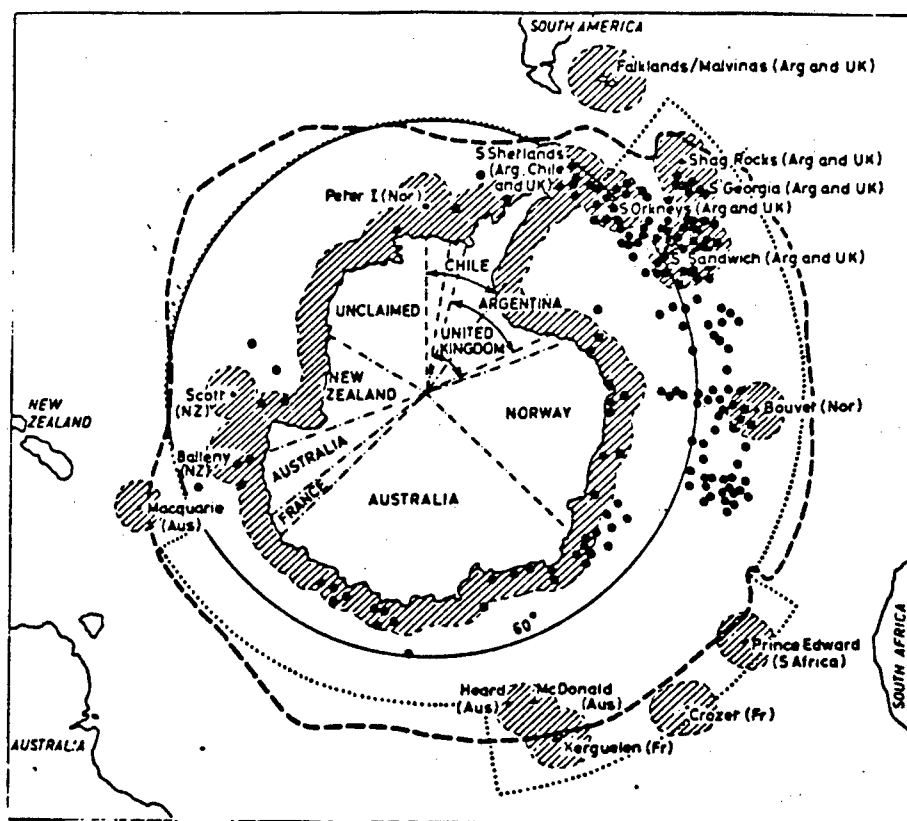 SOUTH AMERICA
Falklands/Malvinas (Arg and UK)
S Shetlands
(Arg, Chile
and UK)
Shag Rocks (Arg and UK)
S Georgia (Arg and UK)
Peter I (Nor)
S Orkneys (Arg and UK)
S Sandwich (Arg and UK)
CHILE
ARGENTINA
UNCLAIMED
UNITED
KINGDOM
NEW
ZEALAND
Scott
(NZ)
NORWAY
Bouvet (Nor)
NEW
ZEALAND
Balleny
(NZ)
AUSTRALIA
FRANCE
AUSTRALIA
Macquarie
(Aus)
60°
Prince Edward
(S Africa)
SOUTH AFRICA
Heard
(Aus)
McDonald
(Aus)
Crozet (Fr)
Kerguelen (Fr)
AUSTRALIA